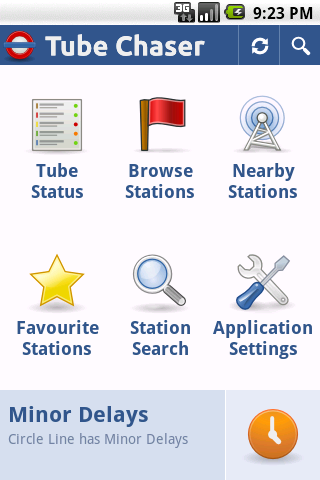 3G 9:23 PM
Tube Chaser
Tube Browse Nearby
Status Stations Stations
Favourite Station Application
Stations Search Settings
Minor Delays
Circle Line has Minor Delays